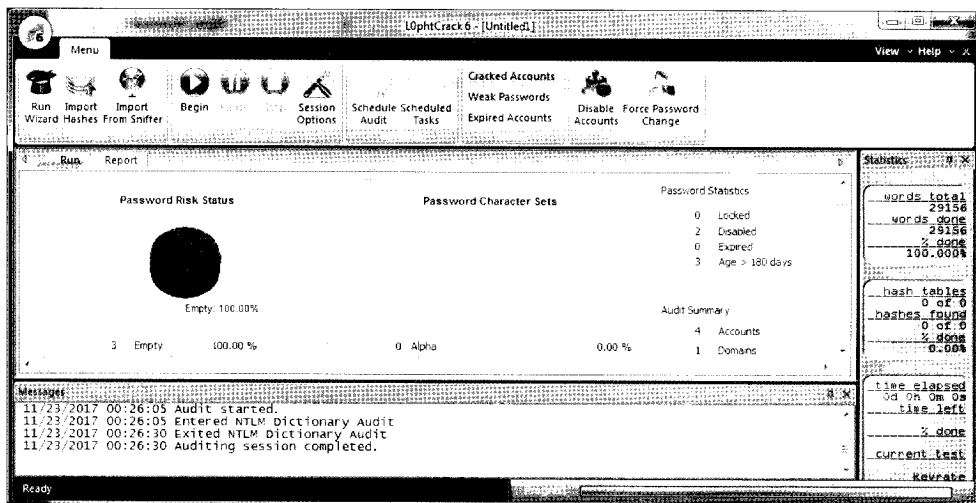 L0phtCrack 6 - [Untitled1]
Menu
View Help
Run Wizard
Import Hashes
Import From Sniffer
Begin
Session Options
Schedule Audit
Scheduled Tasks
Cracked Accounts
Weak Passwords
Expired Accounts
Disable Accounts
Force Password Change
Run Report
Password Risk Status
Empty: 100.00%
3 Empty 100.00 %
Password Character Sets
0 Alpha 0.00 %
Password Statistics
0 Locked
2 Disabled
0 Expired
3 Age > 180 days
Audit Summary
4 Accounts
1 Domains
Statistics
words total
29156
words done
29156
% done
100.000%
hash tables
0 of 0
hashes found
0 of 0
% done
0.00%
time elapsed
0d 0h 0m 0s
time left
% done
current test
keyrate
Messages
11/23/2017 00:26:05 Audit started.
11/23/2017 00:26:05 Entered NTLM Dictionary Audit
11/23/2017 00:26:30 Exited NTLM Dictionary Audit
11/23/2017 00:26:30 Auditing session completed.
Ready